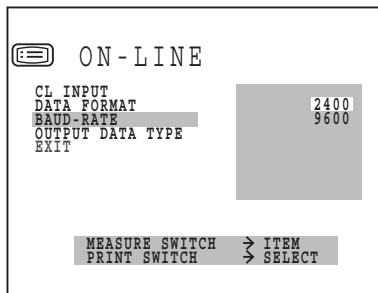 ON-LINE
CL INPUT
DATA FORMAT
BAUD-RATE
OUTPUT DATA TYPE
EXIT
2400
9600
MEASURE SWITCH → ITEM
PRINT SWITCH → SELECT